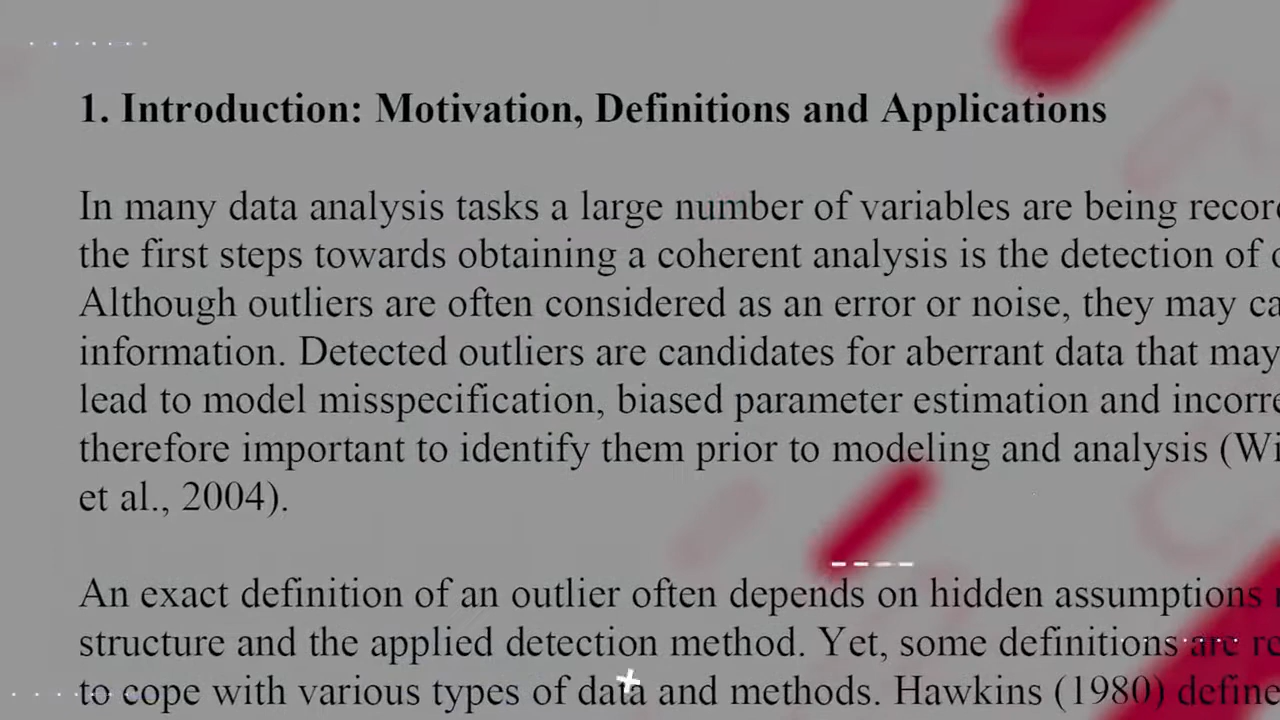 1. Introduction: Motivation, Definitions and Applications
In many data analysis tasks a large number of variables are being
the first steps towards obtaining a coherent analysis is the detection of
Although outliers are often considered as an error or noise, they may
information. Detected outliers are candidates for aberrant data that may
lead to model misspecification, biased parameter estimation and
therefore important to identify them prior to modeling and analysis
et al., 2004).
An exact definition of an outlier often depends on hidden assumptions
structure and the applied detection method. Yet, some definitions are
to cope with various types of data and methods. Hawkins (1980)